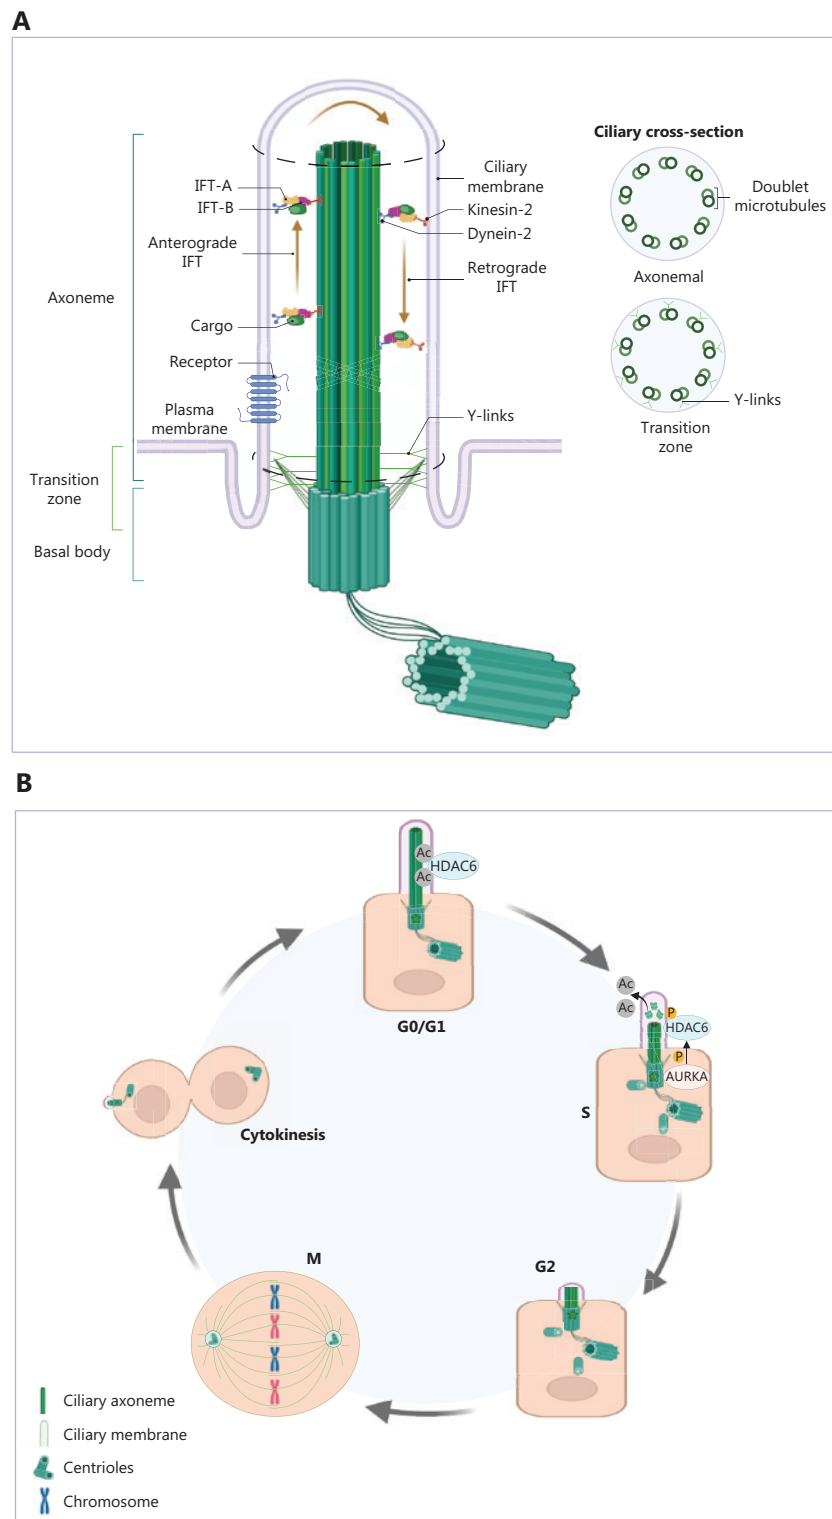 A
Ciliary cross-section
IFT-A
IFT-B
Anterograde
IFT
Axoneme
Cargo
Receptor
Plasma
membrane
Transition
zone
Basal body
Ciliary
membrane
Kinesin-2
Dynein-2
Retrograde
IFT
Y-links
Doublet
microtubules
Axonemal
Y-links
Transition
zone
B
Ac
HDAC6
Ac
G0/G1
Ac
Ac
P
HDAC6
P
AURKA
S
G2
M
Cytokinesis
Ciliary axoneme
Ciliary membrane
Centrioles
Chromosome